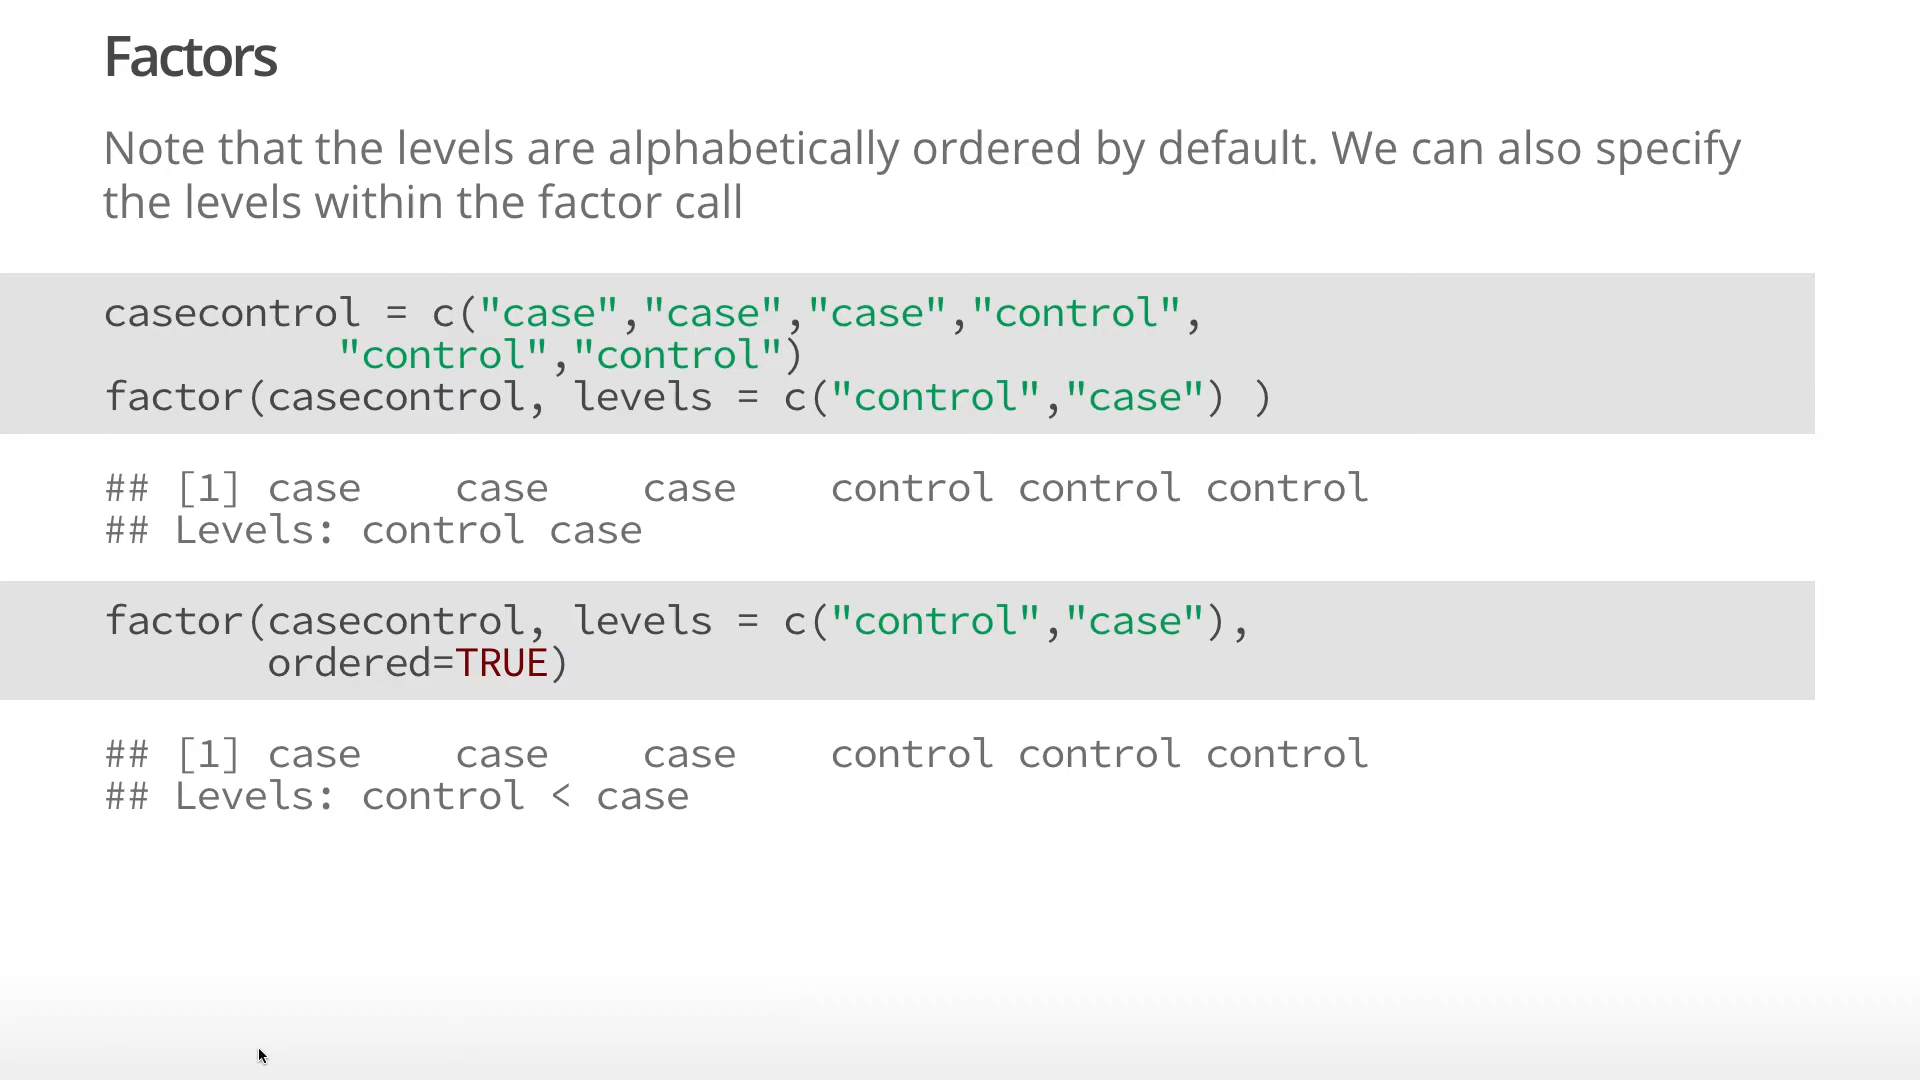 Factors
Note that the levels are alphabetically ordered by default. We can also specify
the levels within the factor call
casecontrol = c("case","case","case","control",
          "control","control")
factor(casecontrol, levels = c("control","case") )
## [1] case    case    case    control control control
## Levels: control case
factor(casecontrol, levels = c("control","case"),
       ordered=TRUE)
## [1] case    case    case    control control control
## Levels: control < case